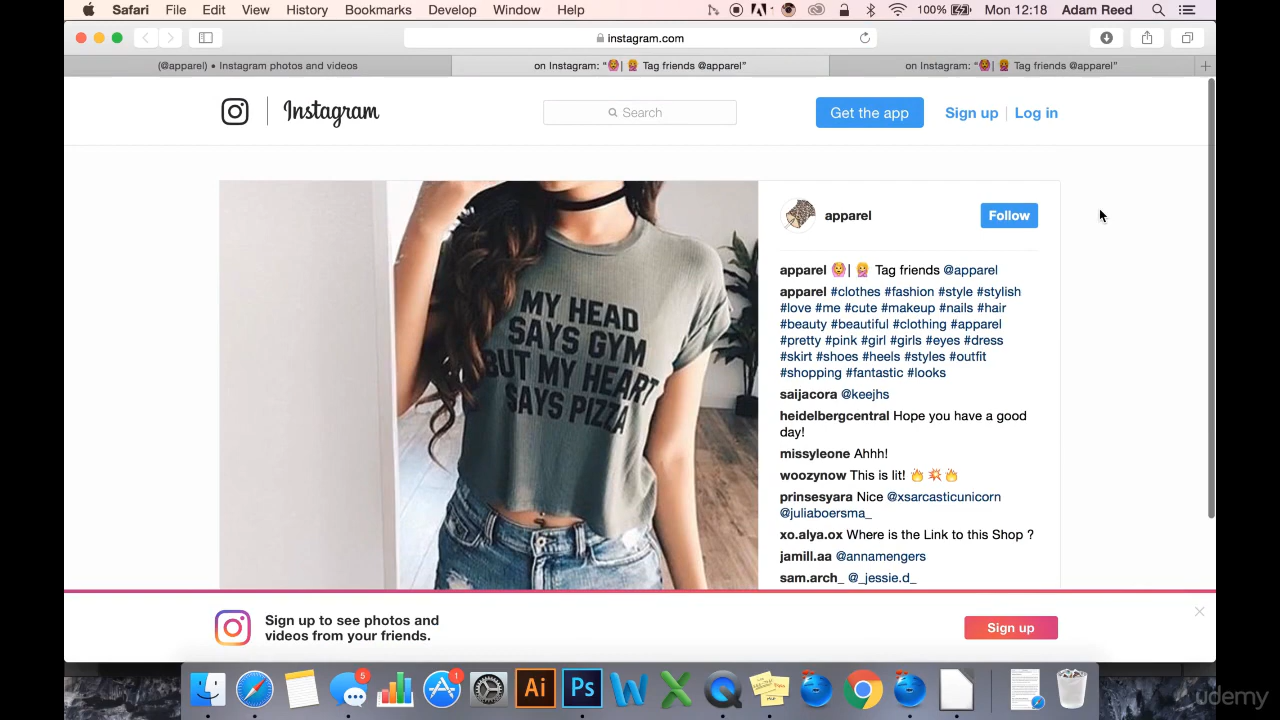 Safari File Edit View History Bookmarks Develop Window Help 100% Mon 12:18 Adam Reed
instagram.com
(@apparel) • Instagram photos and videos
on Instagram: “🙆| 🙎 Tag friends @apparel”
on Instagram: “🙆| 🙎 Tag friends @apparel”
Instagram
Search
Get the app
Sign up | Log in
MY HEAD
SAYS GYM
BUT MY HEART
SAYS PIZZA
apparel
Follow
apparel 🙆| 🙎 Tag friends @apparel
apparel #clothes #fashion #style #stylish
#love #me #cute #makeup #nails #hair
#beauty #beautiful #clothing #apparel
#pretty #pink #girl #girls #eyes #dress
#skirt #shoes #heels #styles #outfit
#shopping #fantastic #looks
saijacora @keejhs
heidelbergcentral Hope you have a good
day!
missyleone Ahhh!
woozynow This is lit! 🔥💥🔥
prinsesyara Nice @xsarcasticunicorn
@juliaboersma_
xo.alya.ox Where is the Link to this Shop ?
jamill.aa @annamengers
sam.arch_ @_jessie.d_
Sign up to see photos and
videos from your friends.
Sign up
5
1
Ai
Ps
udemy